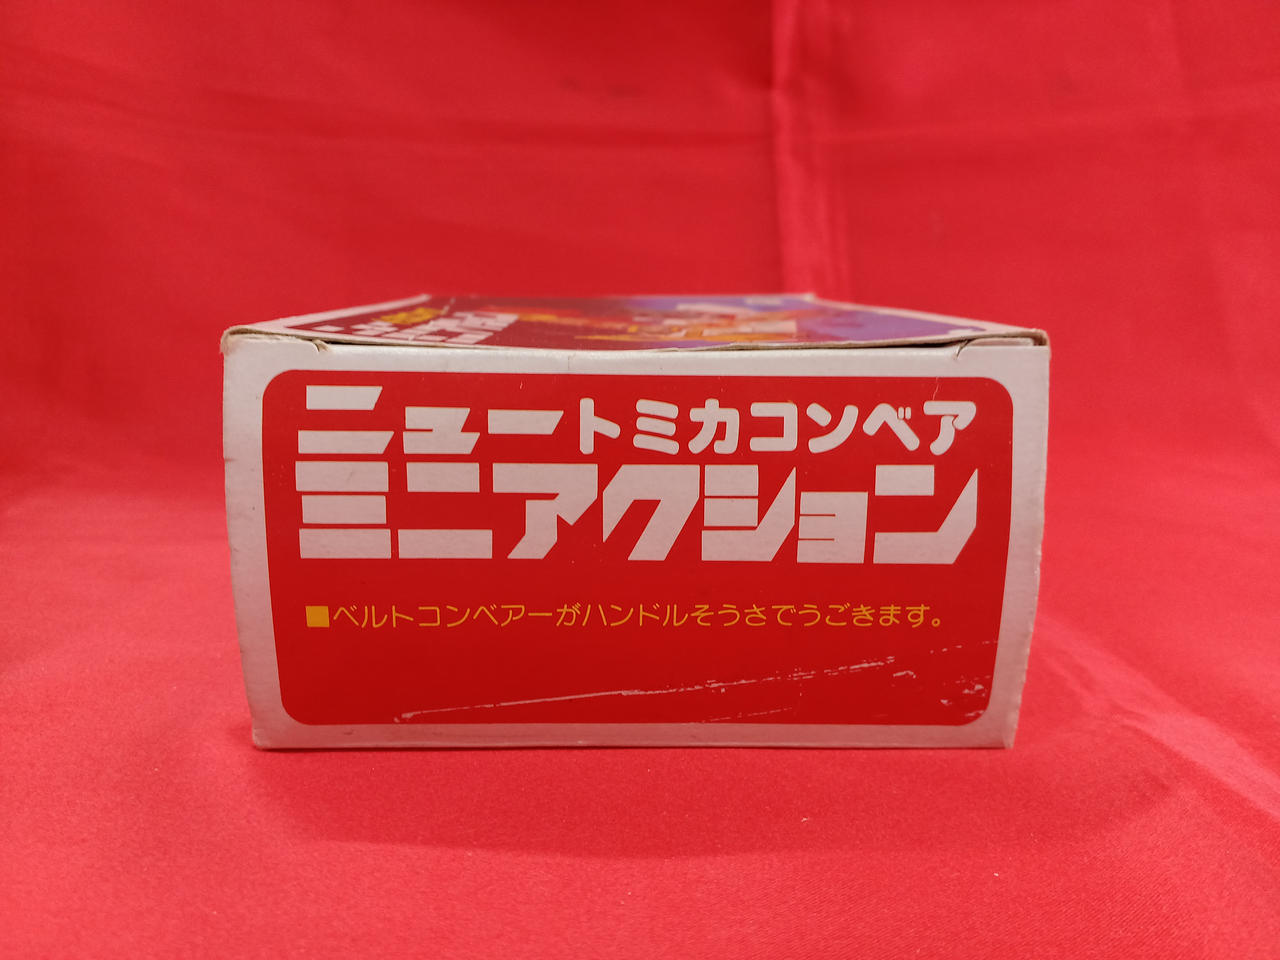 ニュートミカコンベア
ミニアクション
■ベルトコンベアーがハンドルそうさでうごきます。